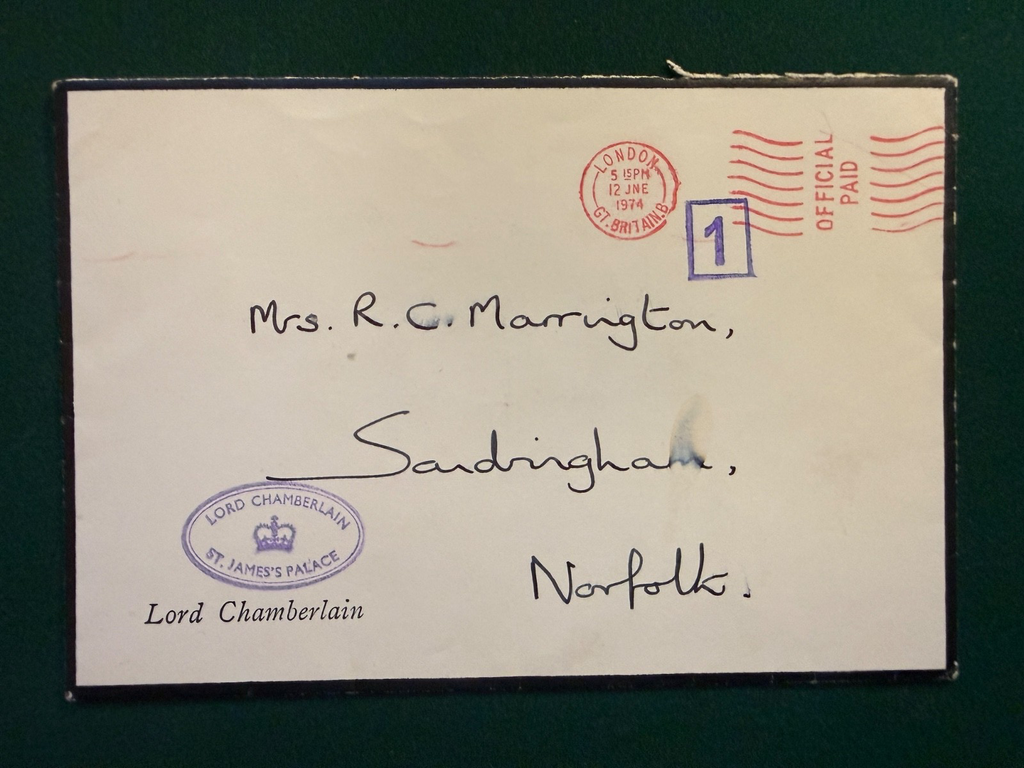 LONDON
5 15PM
12 JNE
1974
GT. BRITAIN.B
OFFICIAL
PAID
1
Mrs. R. C. Marrington,
Sandringham,
Norfolk.
LORD CHAMBERLAIN
ST. JAMES'S PALACE
Lord Chamberlain